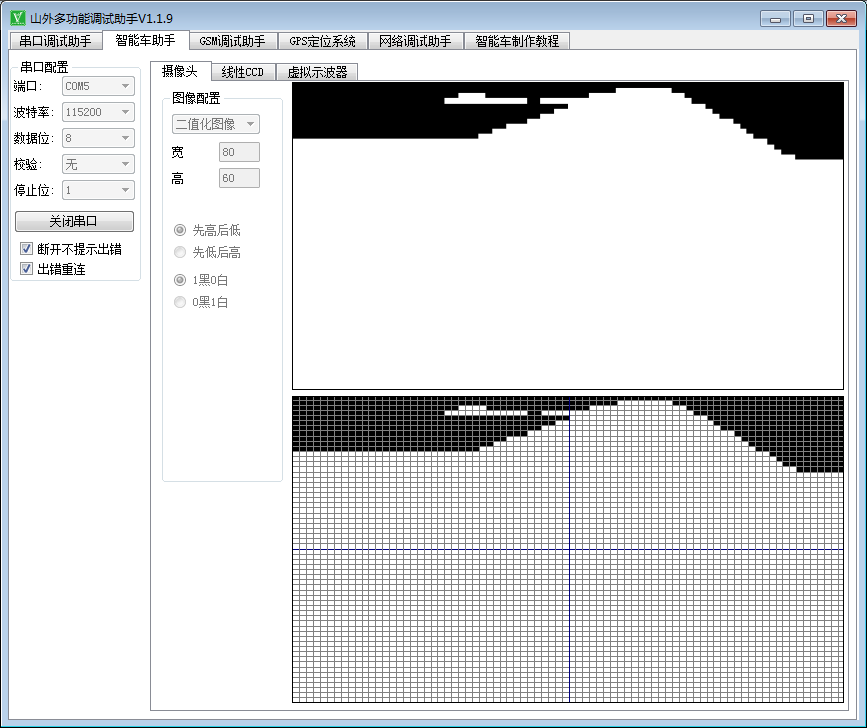 山外多功能调试助手V1.1.9
串口调试助手 智能车助手 GSM调试助手 GPS定位系统 网络调试助手 智能车制作教程
串口配置
端口: COM5
波特率: 115200
数据位: 8
校验: 无
停止位: 1
关闭串口
断开不提示出错
出错重连
摄像头 线性CCD 虚拟示波器
图像配置
二值化图像
宽 80
高 60
先高后低
先低后高
1黑0白
0黑1白